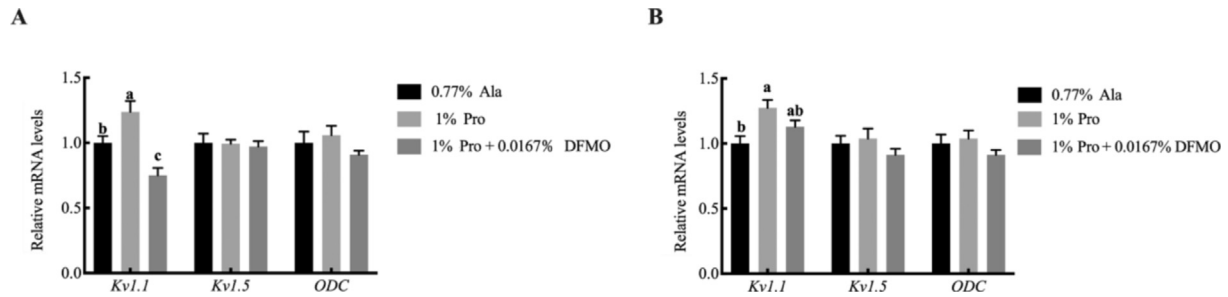 A
Relative mRNA levels
1.5
1.0
0.5
0.0
b
a
c
Kv1.1
Kv1.5
ODC
0.77% Ala
1% Pro
1% Pro + 0.0167% DFMO
B
Relative mRNA levels
1.5
1.0
0.5
0.0
b
a
ab
Kv1.1
Kv1.5
ODC
0.77% Ala
1% Pro
1% Pro + 0.0167% DFMO